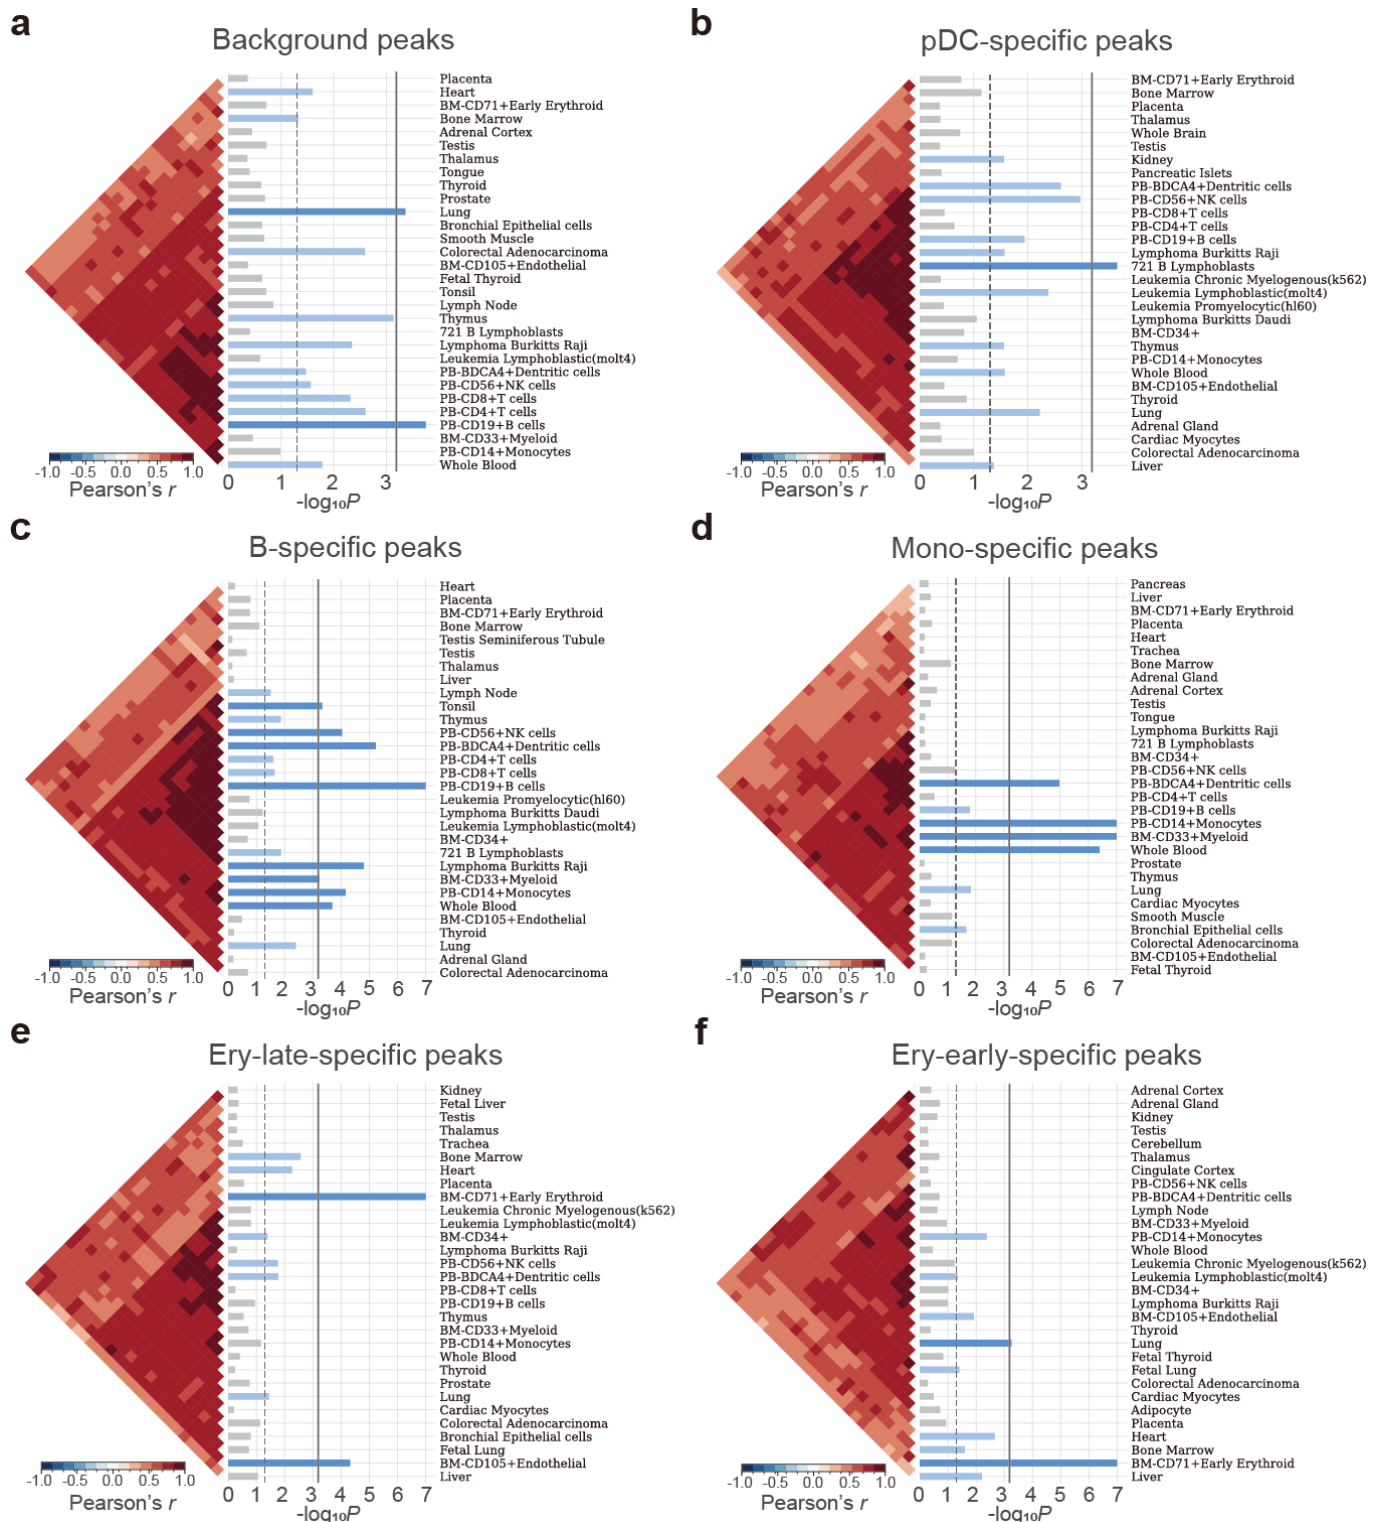 a
Background peaks
Placenta
Heart
BM-CD71+Early Erythroid
Bone Marrow
Adrenal Cortex
Testis
Thalamus
Tongue
Thyroid
Prostate
Lung
Bronchial Epithelial cells
Smooth Muscle
Colorectal Adenocarcinoma
BM-CD105+Endothelial
Fetal Thyroid
Tonsil
Lymph Node
Thymus
721 B Lymphoblasts
Lymphoma Burkitts Raji
Leukemia Lymphoblastic(molt4)
PB-BDCA4+Dentritic cells
PB-CD56+NK cells
PB-CD8+T cells
PB-CD4+T cells
PB-CD19+B cells
BM-CD33+Myeloid
PB-CD14+Monocytes
Whole Blood
-1.0 -0.5 0.0 0.5 1.0
Pearson's r
0 1 2 3
-log₁₀P
b
pDC-specific peaks
BM-CD71+Early Erythroid
Bone Marrow
Placenta
Thalamus
Whole Brain
Testis
Kidney
Pancreatic Islets
PB-BDCA4+Dentritic cells
PB-CD56+NK cells
PB-CD8+T cells
PB-CD4+T cells
PB-CD19+B cells
Lymphoma Burkitts Raji
721 B Lymphoblasts
Leukemia Chronic Myelogenous(k562)
Leukemia Lymphoblastic(molt4)
Leukemia Promyelocytic(hl60)
Lymphoma Burkitts Daudi
BM-CD34+
Thymus
PB-CD14+Monocytes
Whole Blood
BM-CD105+Endothelial
Thyroid
Lung
Adrenal Gland
Cardiac Myocytes
Colorectal Adenocarcinoma
Liver
-1.0 -0.5 0.0 0.5 1.0
Pearson's r
0 1 2 3
-log₁₀P
c
B-specific peaks
Heart
Placenta
BM-CD71+Early Erythroid
Bone Marrow
Testis Seminiferous Tubule
Testis
Thalamus
Liver
Lymph Node
Tonsil
Thymus
PB-CD56+NK cells
PB-BDCA4+Dentritic cells
PB-CD4+T cells
PB-CD8+T cells
PB-CD19+B cells
Leukemia Promyelocytic(hl60)
Lymphoma Burkitts Daudi
Leukemia Lymphoblastic(molt4)
BM-CD34+
721 B Lymphoblasts
Lymphoma Burkitts Raji
BM-CD33+Myeloid
PB-CD14+Monocytes
Whole Blood
BM-CD105+Endothelial
Thyroid
Lung
Adrenal Gland
Colorectal Adenocarcinoma
-1.0 -0.5 0.0 0.5 1.0
Pearson's r
0 1 2 3 4 5 6 7
-log₁₀P
d
Mono-specific peaks
Pancreas
Liver
BM-CD71+Early Erythroid
Placenta
Heart
Trachea
Bone Marrow
Adrenal Gland
Adrenal Cortex
Testis
Tongue
Lymphoma Burkitts Raji
721 B Lymphoblasts
BM-CD34+
PB-CD56+NK cells
PB-BDCA4+Dentritic cells
PB-CD4+T cells
PB-CD19+B cells
PB-CD14+Monocytes
BM-CD33+Myeloid
Whole Blood
Prostate
Thymus
Lung
Cardiac Myocytes
Smooth Muscle
Bronchial Epithelial cells
Colorectal Adenocarcinoma
BM-CD105+Endothelial
Fetal Thyroid
-1.0 -0.5 0.0 0.5 1.0
Pearson's r
0 1 2 3 4 5 6 7
-log₁₀P
e
Ery-late-specific peaks
Kidney
Fetal Liver
Testis
Thalamus
Trachea
Bone Marrow
Heart
Placenta
BM-CD71+Early Erythroid
Leukemia Chronic Myelogenous(k562)
Leukemia Lymphoblastic(molt4)
BM-CD34+
Lymphoma Burkitts Raji
PB-CD56+NK cells
PB-BDCA4+Dentritic cells
PB-CD8+T cells
PB-CD19+B cells
Thymus
BM-CD33+Myeloid
PB-CD14+Monocytes
Whole Blood
Thyroid
Prostate
Lung
Cardiac Myocytes
Colorectal Adenocarcinoma
Bronchial Epithelial cells
Fetal Lung
BM-CD105+Endothelial
Liver
-1.0 -0.5 0.0 0.5 1.0
Pearson's r
0 1 2 3 4 5 6 7
-log₁₀P
f
Ery-early-specific peaks
Adrenal Cortex
Adrenal Gland
Kidney
Testis
Cerebellum
Thalamus
Cingulate Cortex
PB-CD56+NK cells
PB-BDCA4+Dentritic cells
Lymph Node
BM-CD33+Myeloid
PB-CD14+Monocytes
Whole Blood
Leukemia Chronic Myelogenous(k562)
Leukemia Lymphoblastic(molt4)
BM-CD34+
Lymphoma Burkitts Raji
BM-CD105+Endothelial
Thyroid
Lung
Fetal Thyroid
Fetal Lung
Colorectal Adenocarcinoma
Cardiac Myocytes
Adipocyte
Placenta
Heart
Bone Marrow
BM-CD71+Early Erythroid
Liver
-1.0 -0.5 0.0 0.5 1.0
Pearson's r
0 1 2 3 4 5 6 7
-log₁₀P